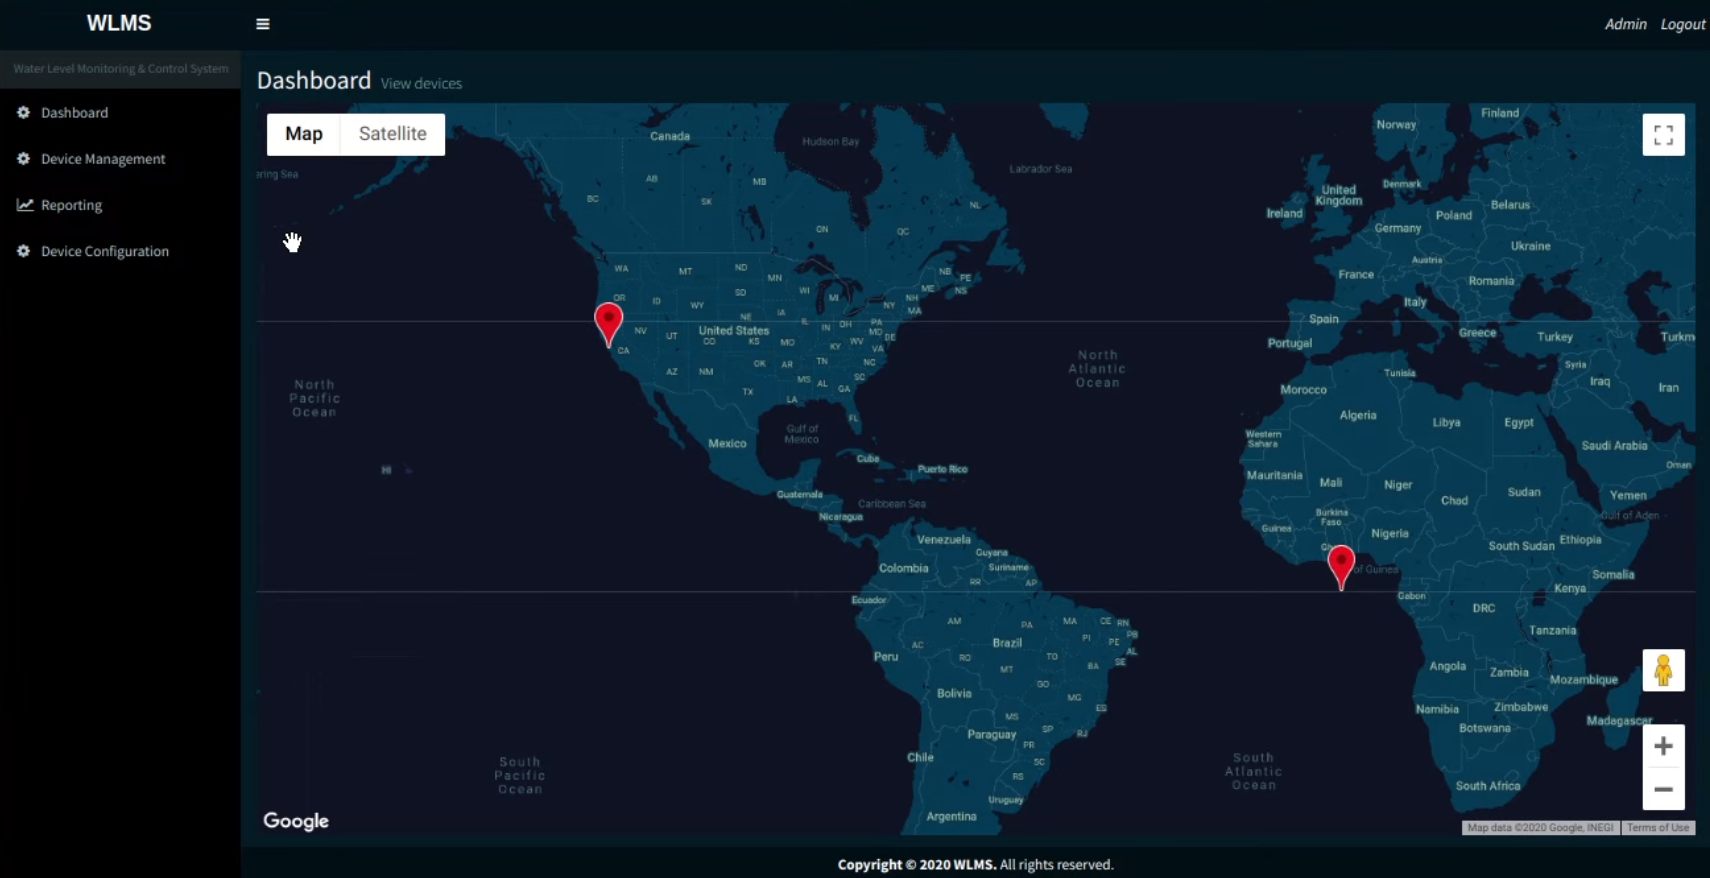 WLMS
Admin Logout
Water Level Monitoring & Control System
Dashboard
Device Management
Reporting
Device Configuration
Dashboard View devices
Map Satellite
Canada
Hudson Bay
Labrador Sea
Norway
Finland
ering Sea
AB
MB
BC
SK
NL
ON
QC
Denmark
United
Kingdom
Ireland
Poland
Belarus
Germany
Ukraine
Austria
France
Romania
Italy
Spain
Portugal
Greece
Turkey
Turkm
WA
MT
ND
MN
NB
PE
ME
NS
OR
ID
SD
WY
WI
MI
NY
NH
MA
NE
IA
IL
IN
OH
PA
MD
DE
NV
UT
United States
CO
KS
MO
KY
WV
VA
CA
AZ
NM
OK
AR
TN
NC
SC
TX
MS
AL
GA
LA
FL
North
Pacific
Ocean
North
Atlantic
Ocean
Gulf of
Mexico
Mexico
Cuba
Puerto Rico
HI
Guatemala
Caribbean Sea
Nicaragua
Tunisia
Syria
Iraq
Iran
Morocco
Algeria
Libya
Egypt
Western
Sahara
Saudi Arabia
Oman
Mauritania
Mali
Niger
Chad
Sudan
Yemen
Gulf of Aden
Burkina
Faso
Guinea
Nigeria
South Sudan
Ethiopia
of Guinea
Somalia
Gabon
Kenya
DRC
Tanzania
Angola
Zambia
Mozambique
Namibia
Zimbabwe
Botswana
Madagascar
South Africa
Venezuela
Guyana
Suriname
Colombia
RR
AP
Ecuador
AM
PA
MA
CE
RN
PB
AC
Brazil
PI
PE
AL
Peru
RO
TO
SE
MT
BA
GO
Bolivia
MG
ES
MS
SP
RJ
Paraguay
PR
Chile
SC
RS
Uruguay
Argentina
South
Pacific
Ocean
South
Atlantic
Ocean
Google
Map data ©2020 Google, INEGI Terms of Use
Copyright © 2020 WLMS. All rights reserved.